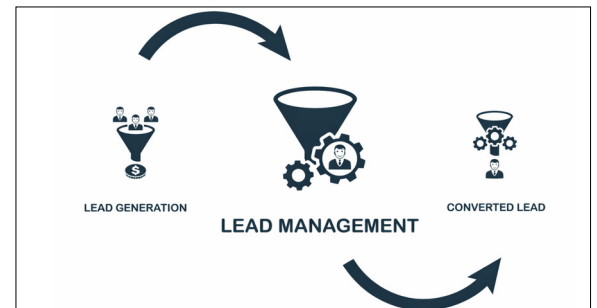 LEAD GENERATION
LEAD MANAGEMENT
CONVERTED LEAD
$